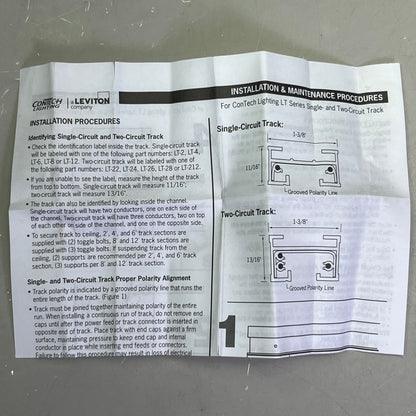 CONTECH LIGHTING
a LEVITON company
INSTALLATION & MAINTENANCE PROCEDURES
For ConTech Lighting LT Series Single- and Two-Circuit Track
INSTALLATION PROCEDURES
Identifying Single-Circuit and Two-Circuit Track
• Check the identification label inside the track. Single-circuit track
will be labeled with one of the following part numbers: LT-2, LT-4,
LT-6, LT-8 or LT-12. Two-circuit track will be labeled with one of
the following part numbers: LT-22, LT-24, LT-26, LT-28 or LT-212.
• If you are unable to see the label, measure the height of the track
from top to bottom. Single-circuit track will measure 11/16";
two-circuit track will measure 13/16".
• The track can also be identified by looking inside the channel.
Single-circuit track will have two conductors, one on each side of
the channel, Two-circuit track will have three conductors, two on top
of each other on side of the channel, and one on the opposite side.
• To secure track to ceiling, 2', 4', and 6' track sections are
supplied with (2) toggle bolts, 8' and 12' track sections are
supplied with (3) toggle bolts. If suspending track from the
ceiling, (2) supports are recommended per 2', 4', and 6' track
section, (3) supports per 8' and 12' track section.
Single- and Two-Circuit Track Proper Polarity Alignment
• Track polarity is indicated by a grooved polarity line that runs the
entire length of the track. (Figure 1)
• Track must be joined together maintaining polarity of the entire
run. When installing a continuous run of track, do not remove end
caps until after the power feed or track connector is inserted in
opposite end of track. Place track with end caps against a firm
surface, maintaining pressure to keep end cap and internal
conductor in place while inserting end feeds or connectors.
Failure to follow this procedure may result in loss of electrical
Single-Circuit Track:
1-3/8"
11/16"
Grooved Polarity Line
Two-Circuit Track:
1-3/8"
13/16"
Grooved Polarity Line
1